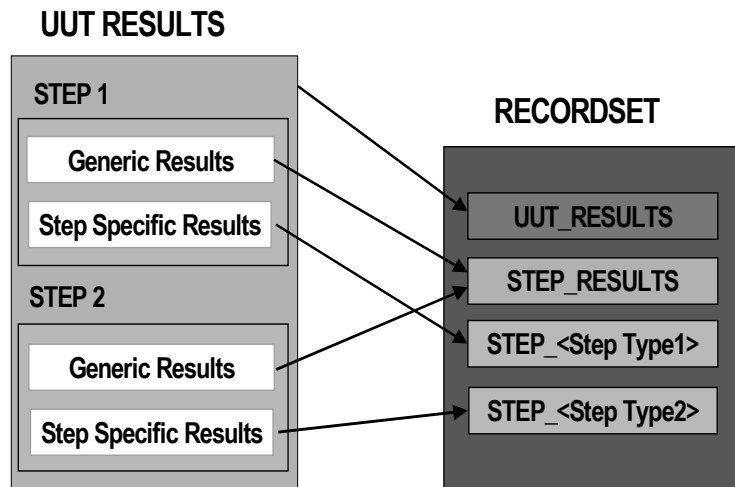 UUT RESULTS
STEP 1
Generic Results
Step Specific Results
STEP 2
Generic Results
Step Specific Results
RECORDSET
UUT_RESULTS
STEP_RESULTS
STEP_<Step Type1>
STEP_<Step Type2>